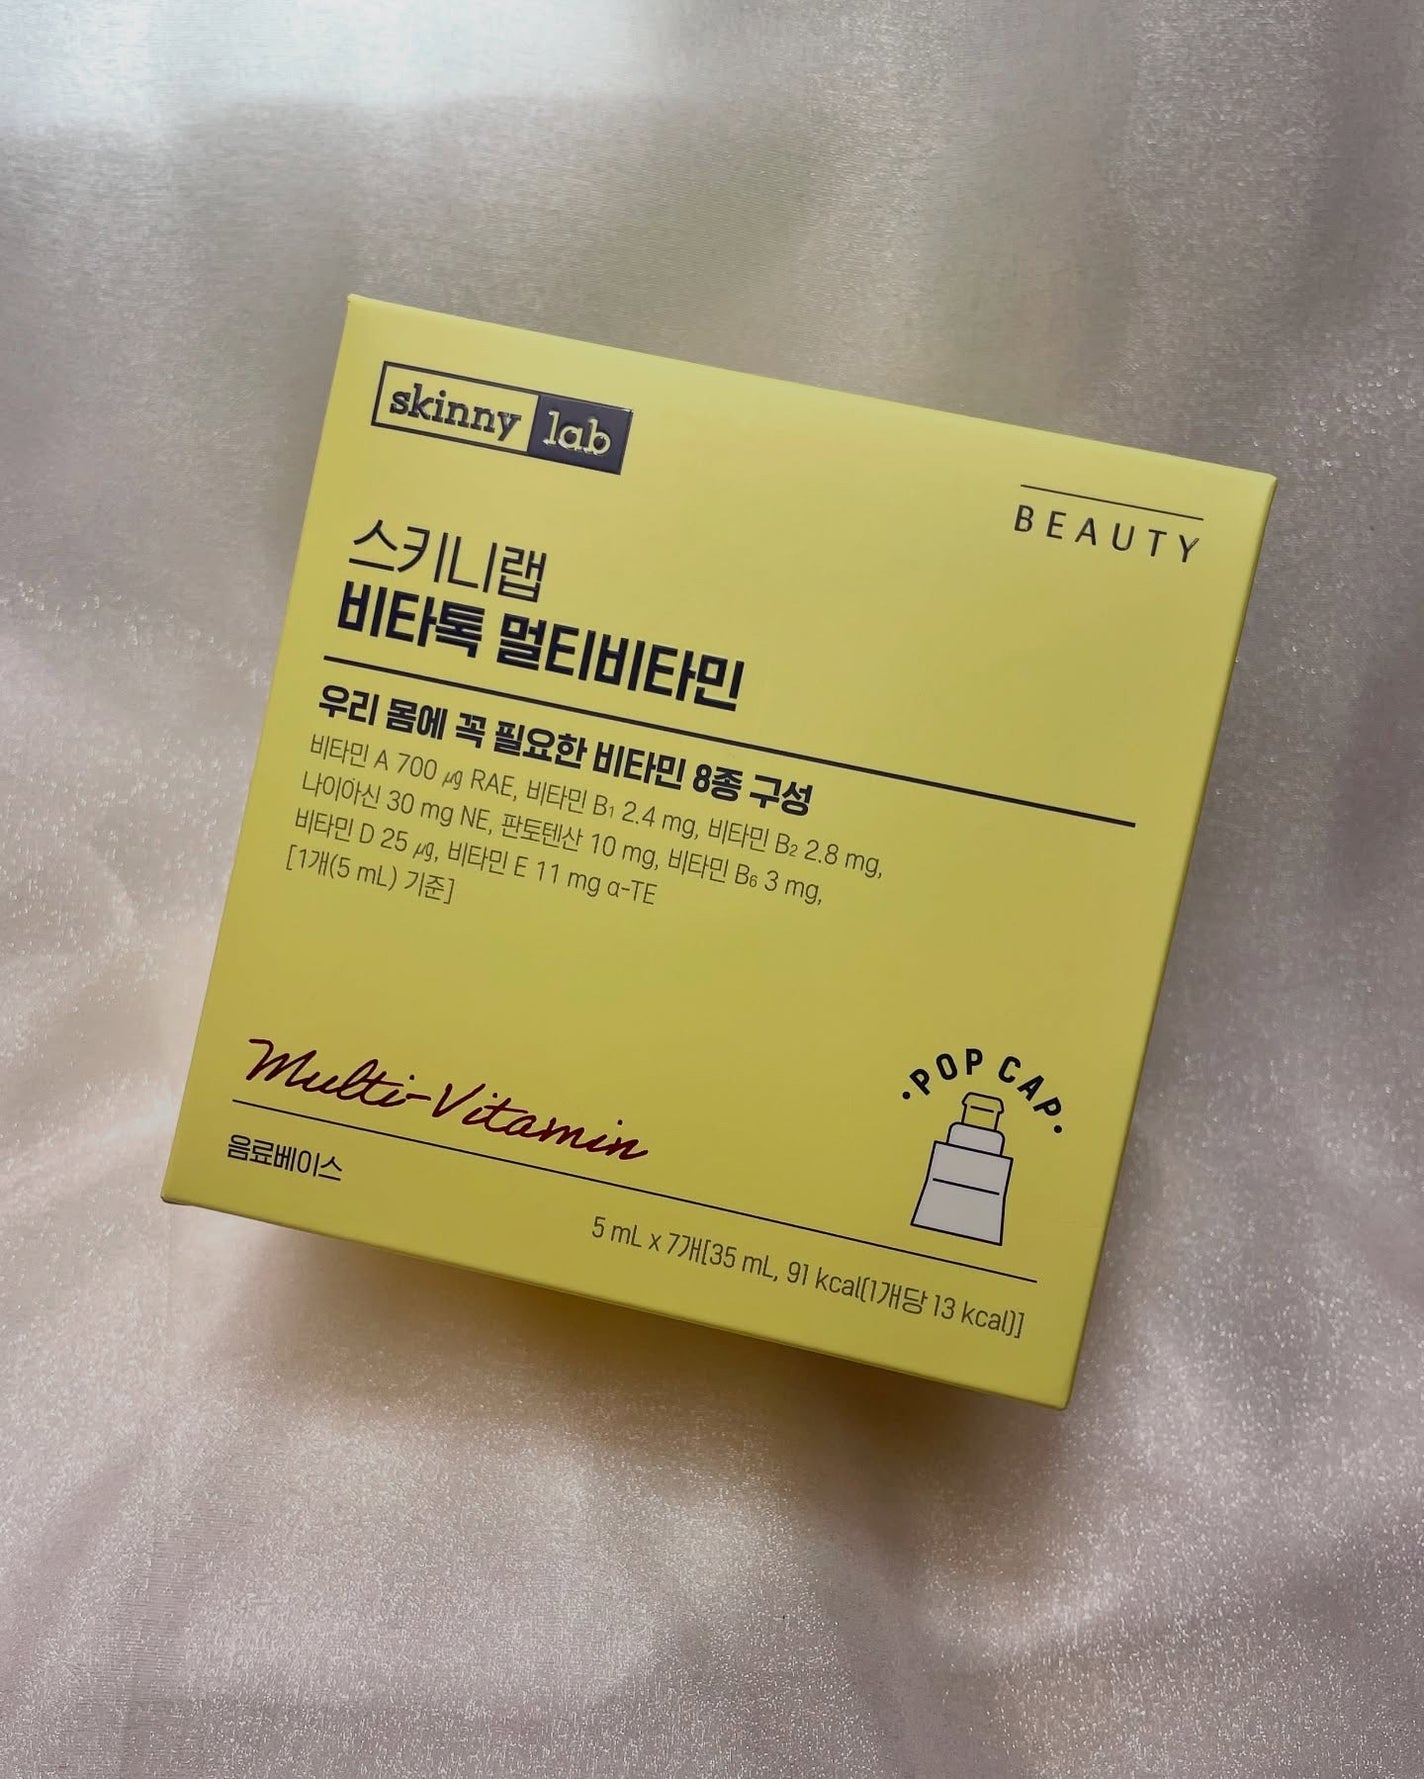 skinny lab
BEAUTY
스키니랩
비타톡 멀티비타민
우리 몸에 꼭 필요한 비타민 8종 구성
비타민 A 700 ㎍ RAE, 비타민 B₁ 2.4 mg, 비타민 B₂ 2.8 mg,
나이아신 30 mg NE, 판토텐산 10 mg, 비타민 B₆ 3 mg,
비타민 D 25 ㎍, 비타민 E 11 mg α-TE
[1개(5 mL) 기준]
·POP CAP·
Multi-Vitamin
음료베이스
5 mL x 7개[35 mL, 91 kcal(1개당 13 kcal)]